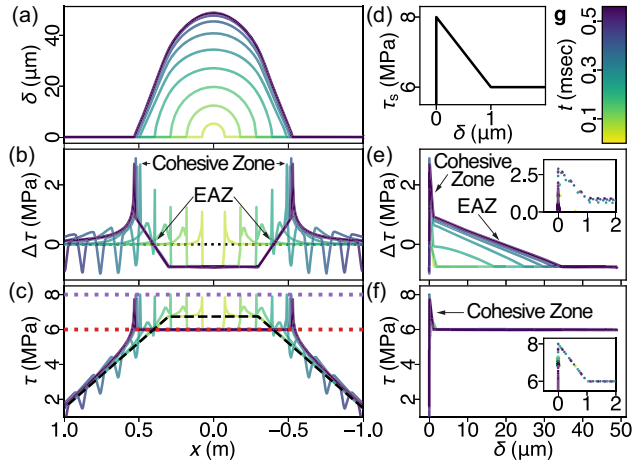 (a)
δ (μm)
40
20
0
(d)
τs (MPa)
8
6
0
1
δ (μm)
g
t (msec)
0.5
0.3
0.1
(b)
Cohesive Zone
EAZ
Δτ (MPa)
2
0
(e)
Cohesive
Zone
EAZ
Δτ (MPa)
2
0
2.5
0.0
0 1 2
(c)
τ (MPa)
8
6
4
2
1.0 0.5 0.0 −0.5 −1.0
x (m)
(f)
Cohesive Zone
τ (MPa)
8
6
4
2
8
6
0 1 2
0 10 20 30 40 50
δ (μm)